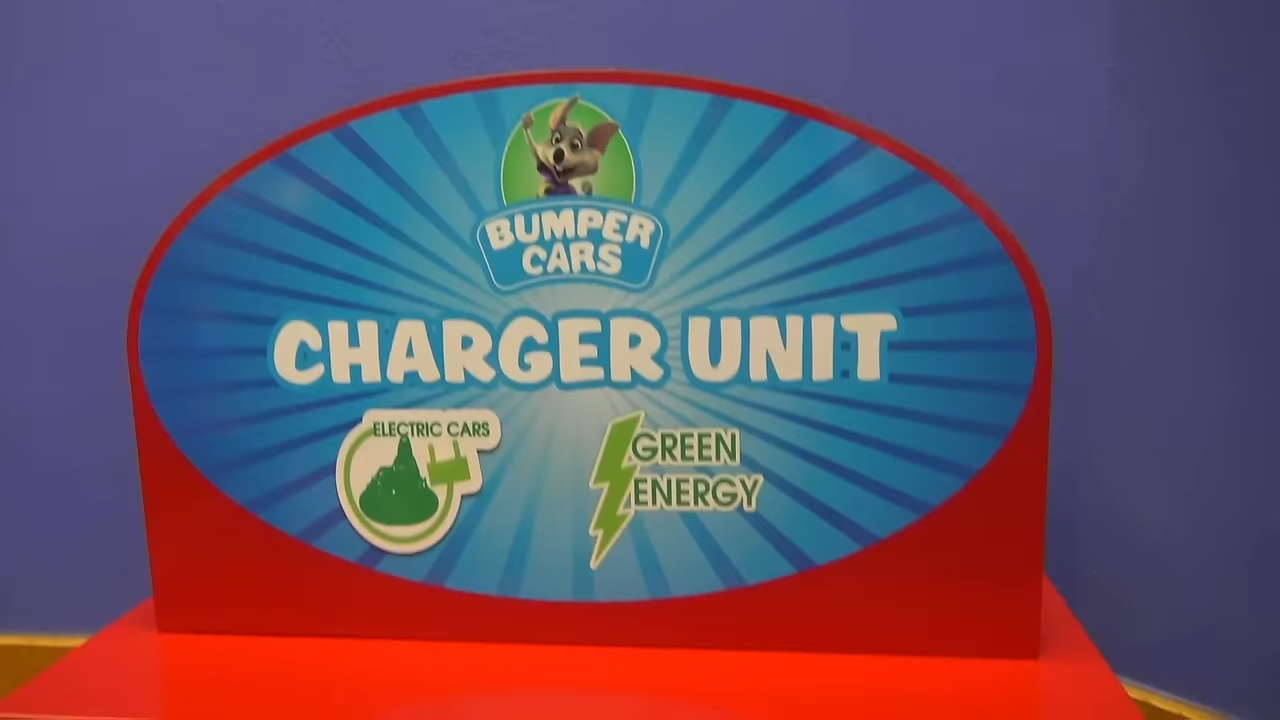 BUMPER
CARS
CHARGER UNIT
ELECTRIC CARS
GREEN
ENERGY